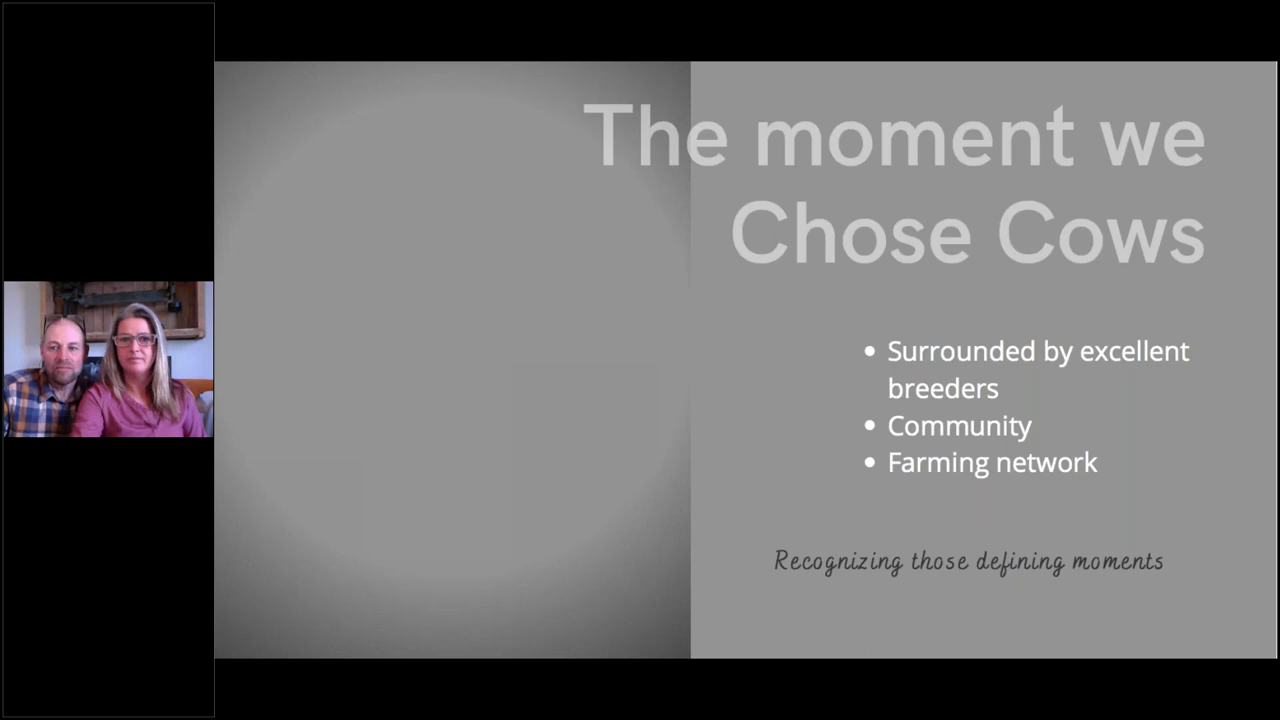 The moment we
Chose Cows
• Surrounded by excellent
breeders
• Community
• Farming network
Recognizing those defining moments